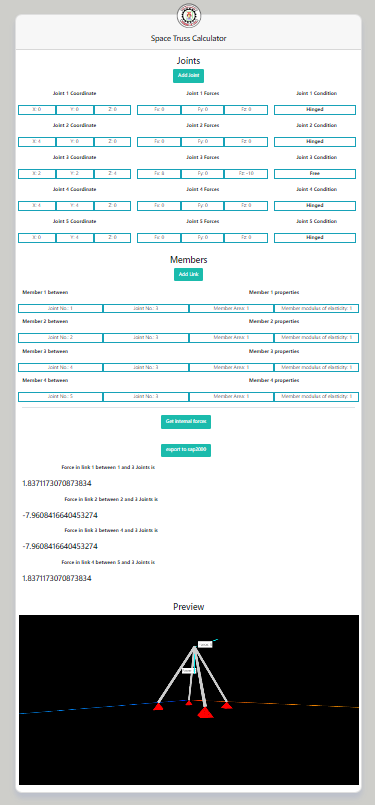 Space Truss Calculator
Joints
Add Joint
Joint 1 Coordinate Joint 1 Forces Joint 1 Condition
X: 0 Y: 0 Z: 0 Fx: 0 Fy: 0 Fz: 0 Hinged
Joint 2 Coordinate Joint 2 Forces Joint 2 Condition
X: 4 Y: 0 Z: 0 Fx: 0 Fy: 0 Fz: 0 Hinged
Joint 3 Coordinate Joint 3 Forces Joint 3 Condition
X: 2 Y: 2 Z: 4 Fx: 8 Fy: 0 Fz: -10 Free
Joint 4 Coordinate Joint 4 Forces Joint 4 Condition
X: 4 Y: 4 Z: 0 Fx: 0 Fy: 0 Fz: 0 Hinged
Joint 5 Coordinate Joint 5 Forces Joint 5 Condition
X: 0 Y: 4 Z: 0 Fx: 0 Fy: 0 Fz: 0 Hinged
Members
Add Link
Member 1 between Member 1 properties
Joint No.: 1 Joint No.: 3 Member Area: 1 Member modulus of elasticity: 1
Member 2 between Member 2 properties
Joint No.: 2 Joint No.: 3 Member Area: 1 Member modulus of elasticity: 1
Member 3 between Member 3 properties
Joint No.: 4 Joint No.: 3 Member Area: 1 Member modulus of elasticity: 1
Member 4 between Member 4 properties
Joint No.: 5 Joint No.: 3 Member Area: 1 Member modulus of elasticity: 1
Get internal forces
export to sap2000
Force in link 1 between 1 and 3 Joints is
1.8371173070873834
Force in link 2 between 2 and 3 Joints is
-7.9608416640453274
Force in link 3 between 4 and 3 Joints is
-7.9608416640453274
Force in link 4 between 5 and 3 Joints is
1.8371173070873834
Preview